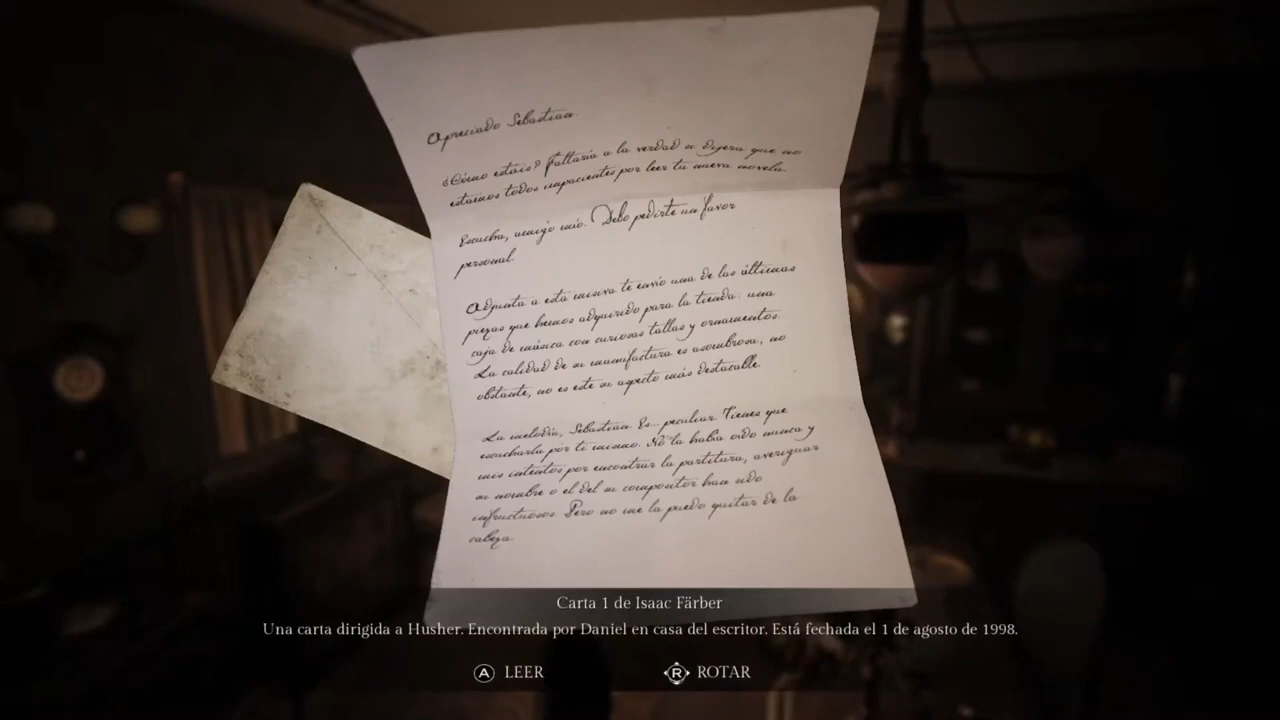 Apreciado Sebastian:
¿Cómo estáis? Faltaría a la verdad si dijera que no
estamos todos impacientes por leer tu nueva novela.
Escucha, amigo mío. Debo pedirte un favor
personal.
Adjunta a esta misiva te envío una de las últimas
piezas que hemos adquirido para la tienda: una
caja de música con curiosas tallas y ornamentos.
La calidad de su manufactura es asombrosa; no
obstante, no es este su aspecto más destacable.
La melodía, Sebastian. Es... peculiar. Tienes que
escucharla por ti mismo. No la había oído nunca y
mis intentos por encontrar la partitura, averiguar
su nombre o el del su compositor han sido
infructuosos. Pero no me la puedo quitar de la
cabeza.
Carta 1 de Isaac Färber
Una carta dirigida a Husher. Encontrada por Daniel en casa del escritor. Está fechada el 1 de agosto de 1998.
A LEER R ROTAR